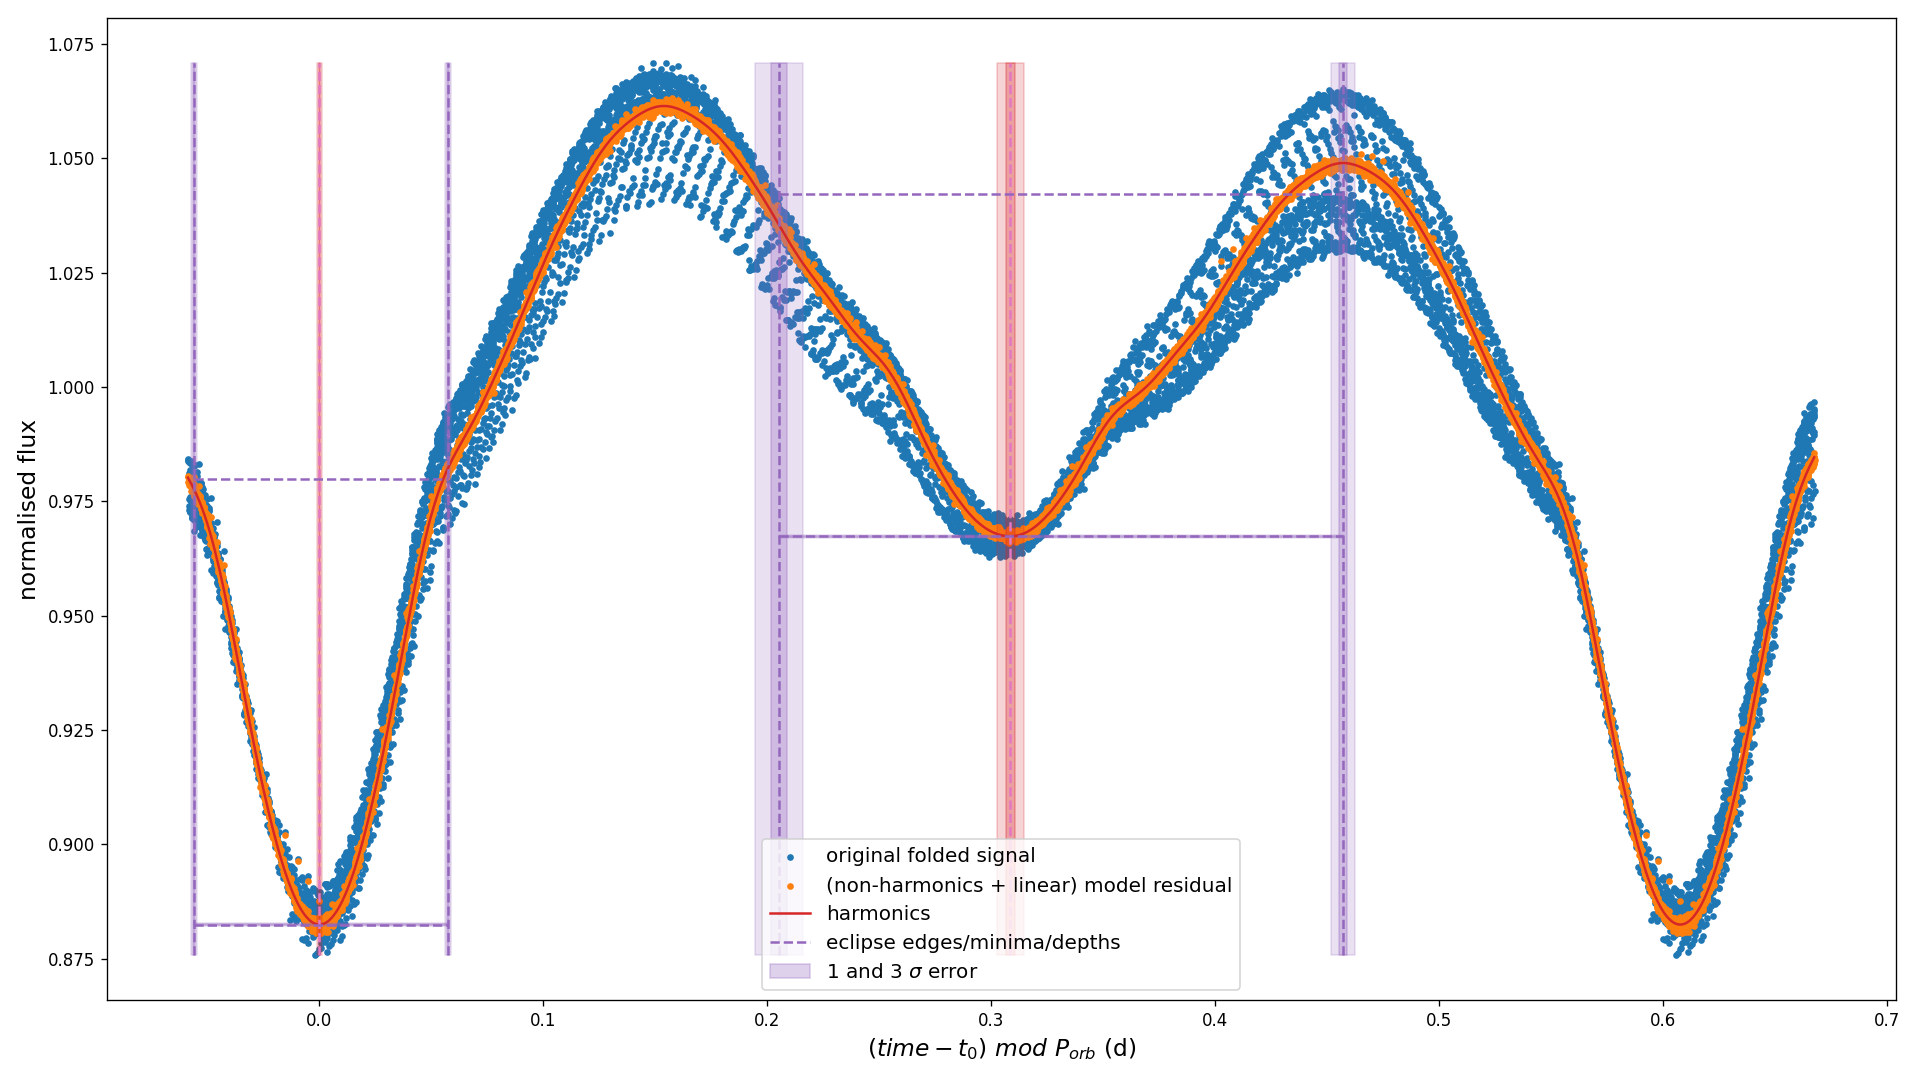 1.075
1.050
1.025
1.000
0.975
0.950
0.925
0.900
0.875
normalised flux
original folded signal
(non-harmonics + linear) model residual
harmonics
eclipse edges/minima/depths
1 and 3 σ error
0.0 0.1 0.2 0.3 0.4 0.5 0.6 0.7
(time − t₀) mod Pₒᵣb (d)